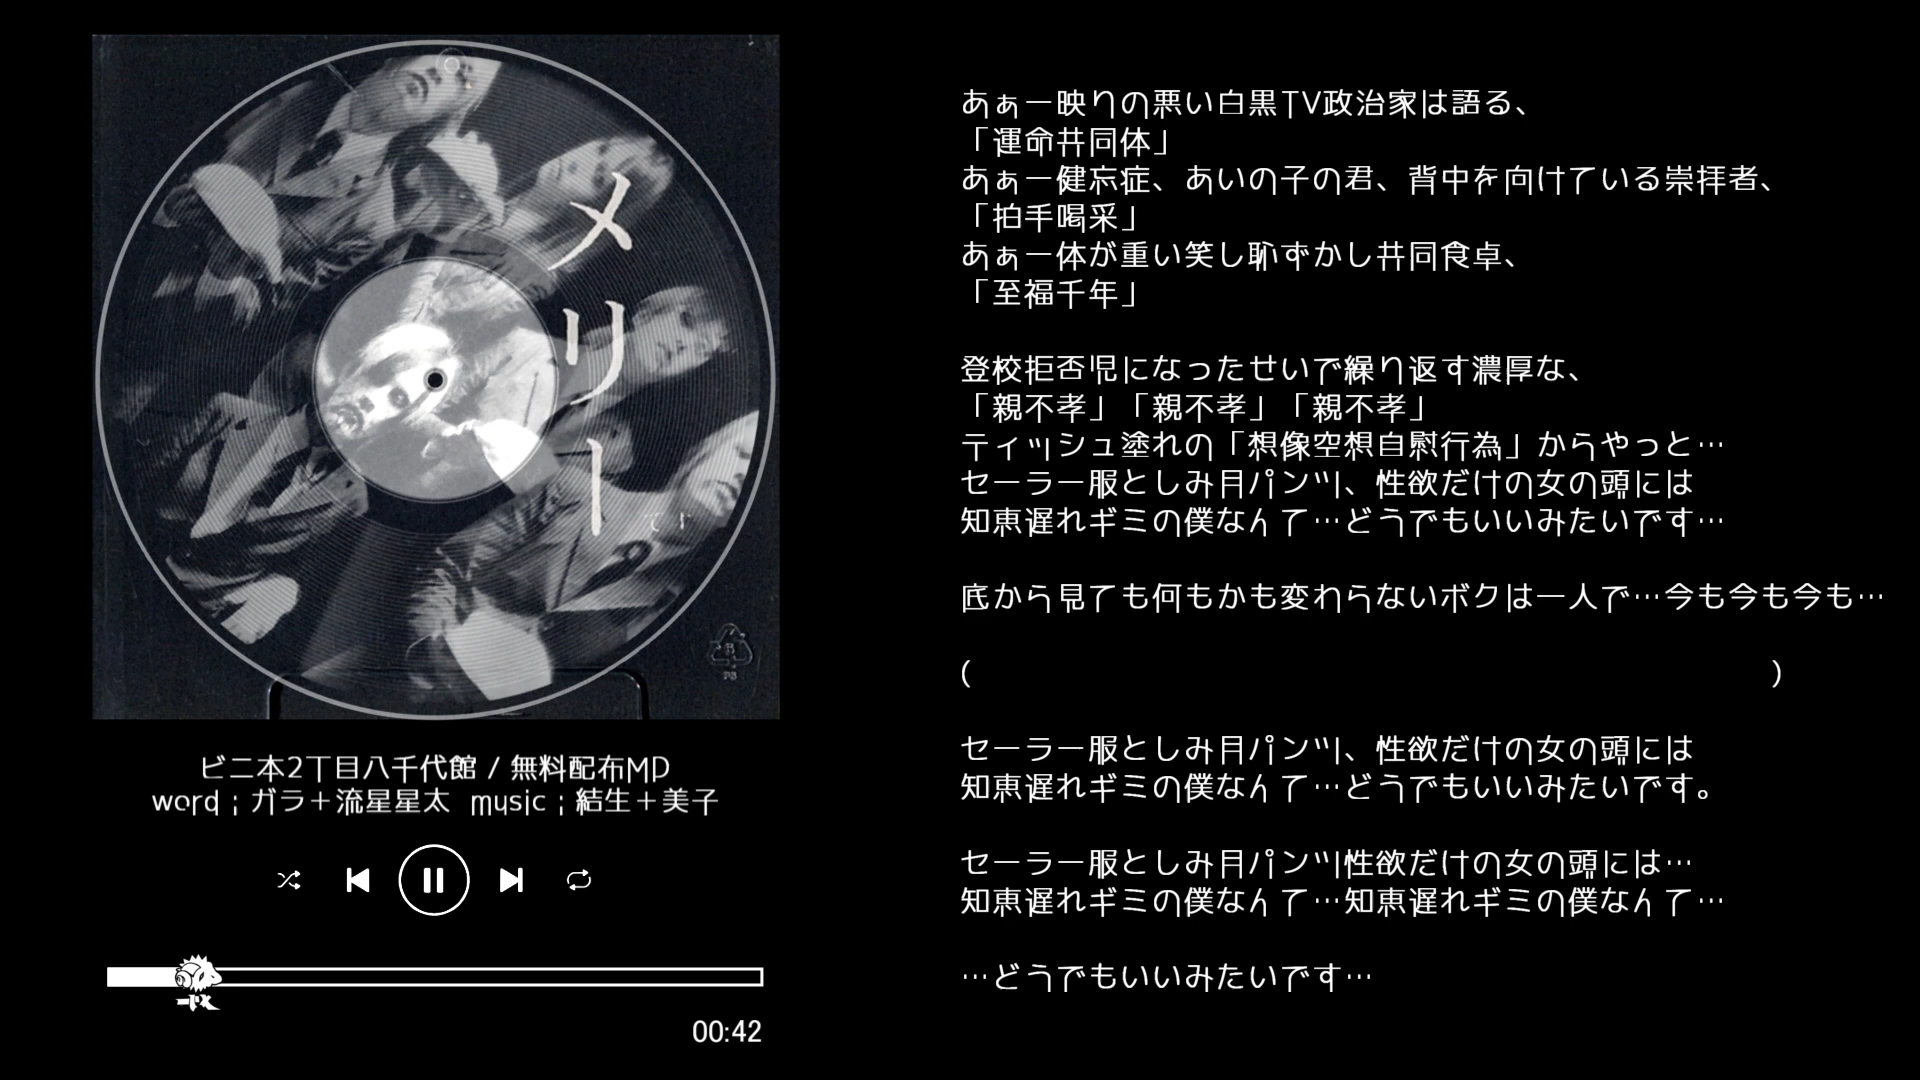 メリー
ビニ本2丁目八千代館 / 無料配布MD
word ; ガラ＋流星星太 music ; 結生＋美子
00:42
あぁー映りの悪い白黒TV政治家は語る、
「運命共同体」
あぁー健忘症、あいの子の君、背中を向けている崇拝者、
「拍手喝采」
あぁー体が重い笑し恥ずかし共同食卓、
「至福千年」
登校拒否児になったせいで繰り返す濃厚な、
「親不孝」「親不孝」「親不孝」
ティッシュ塗れの「想像空想自慰行為」からやっと…
セーラー服としみ月パンツ、性欲だけの女の頭には
知恵遅れギミの僕なんて…どうでもいいみたいです…
底から見ても何もかも変わらないボクは一人で…今も今も今も…
(　　　　　　　　　　　　　)
セーラー服としみ月パンツ、性欲だけの女の頭には
知恵遅れギミの僕なんて…どうでもいいみたいです。
セーラー服としみ月パンツ性欲だけの女の頭には…
知恵遅れギミの僕なんて…知恵遅れギミの僕なんて…
…どうでもいいみたいです…